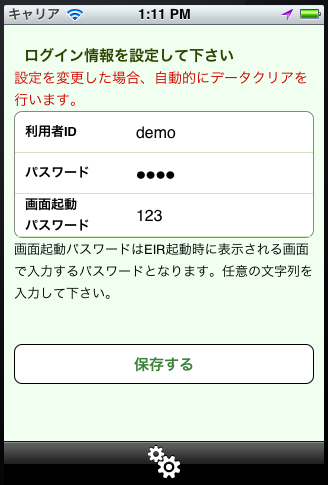 キャリア 1:11 PM
ログイン情報を設定して下さい
設定を変更した場合、自動的にデータクリアを
行います。
利用者ID demo
パスワード ●●●●
画面起動
パスワード 123
画面起動パスワードはEIR起動時に表示される画面
で入力するパスワードとなります。任意の文字列を
入力して下さい。
保存する